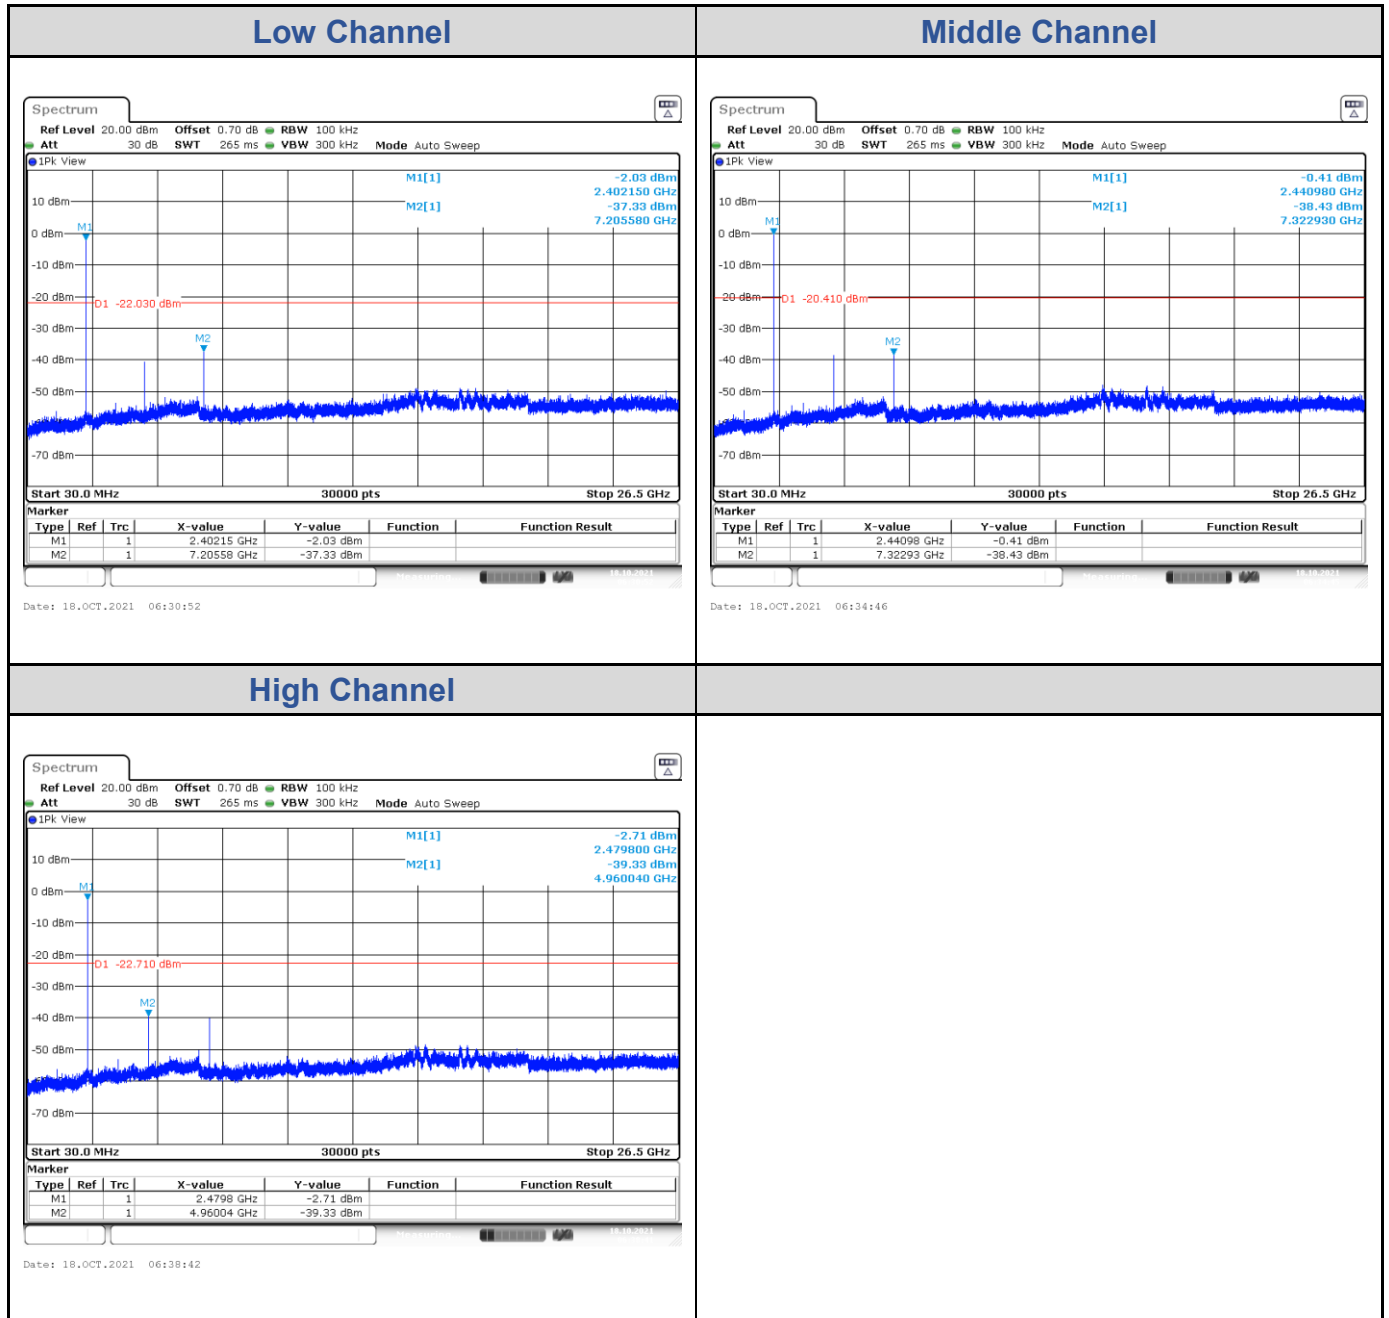 Low Channel
Middle Channel
Spectrum
Ref Level 20.00 dBm Offset 0.70 dB RBW 100 kHz
Att 30 dB SWT 265 ms VBW 300 kHz Mode Auto Sweep
1Pk View
M1[1] -2.03 dBm
2.402150 GHz
M2[1] -37.33 dBm
7.205580 GHz
10 dBm
M1
0 dBm
-10 dBm
-20 dBm
D1 -22.030 dBm
-30 dBm
M2
-40 dBm
-50 dBm
-70 dBm
Start 30.0 MHz 30000 pts Stop 26.5 GHz
Marker
Type Ref Trc X-value Y-value Function Function Result
M1 1 2.40215 GHz -2.03 dBm
M2 1 7.20558 GHz -37.33 dBm
Measuring 18.10.2021
Date: 18.OCT.2021 06:30:52
Spectrum
Ref Level 20.00 dBm Offset 0.70 dB RBW 100 kHz
Att 30 dB SWT 265 ms VBW 300 kHz Mode Auto Sweep
1Pk View
M1[1] -0.41 dBm
2.440980 GHz
M2[1] -38.43 dBm
7.322930 GHz
10 dBm
M1
0 dBm
-10 dBm
-20 dBm
D1 -20.410 dBm
-30 dBm
M2
-40 dBm
-50 dBm
-70 dBm
Start 30.0 MHz 30000 pts Stop 26.5 GHz
Marker
Type Ref Trc X-value Y-value Function Function Result
M1 1 2.44098 GHz -0.41 dBm
M2 1 7.32293 GHz -38.43 dBm
Measuring 18.10.2021
Date: 18.OCT.2021 06:34:46
High Channel
Spectrum
Ref Level 20.00 dBm Offset 0.70 dB RBW 100 kHz
Att 30 dB SWT 265 ms VBW 300 kHz Mode Auto Sweep
1Pk View
M1[1] -2.71 dBm
2.479800 GHz
M2[1] -39.33 dBm
4.960040 GHz
10 dBm
M1
0 dBm
-10 dBm
-20 dBm
D1 -22.710 dBm
-30 dBm
M2
-40 dBm
-50 dBm
-70 dBm
Start 30.0 MHz 30000 pts Stop 26.5 GHz
Marker
Type Ref Trc X-value Y-value Function Function Result
M1 1 2.4798 GHz -2.71 dBm
M2 1 4.96004 GHz -39.33 dBm
Measuring 18.10.2021
Date: 18.OCT.2021 06:38:42